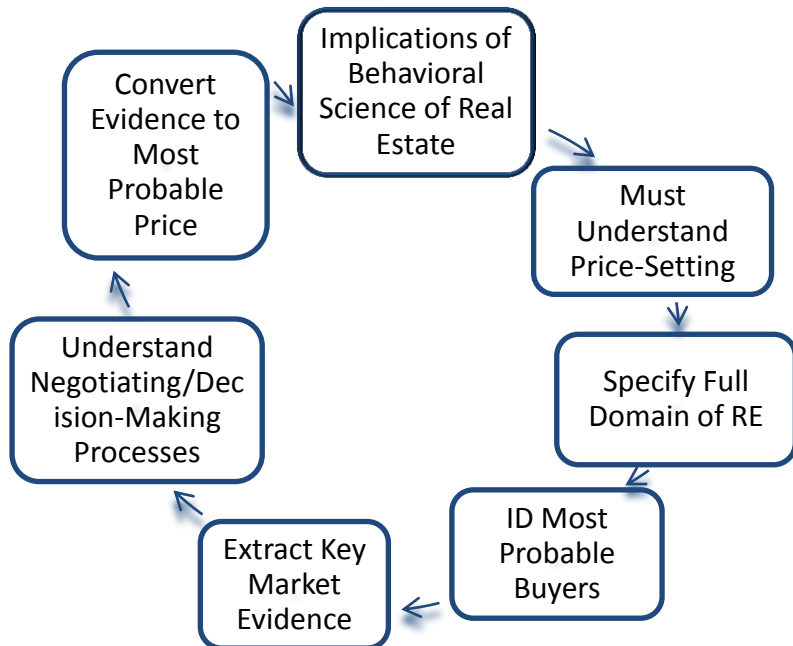 Implications of
Behavioral
Science of Real
Estate
Must
Understand
Price-Setting
Specify Full
Domain of RE
ID Most
Probable
Buyers
Extract Key
Market
Evidence
Understand
Negotiating/Dec
ision-Making
Processes
Convert
Evidence to
Most
Probable
Price